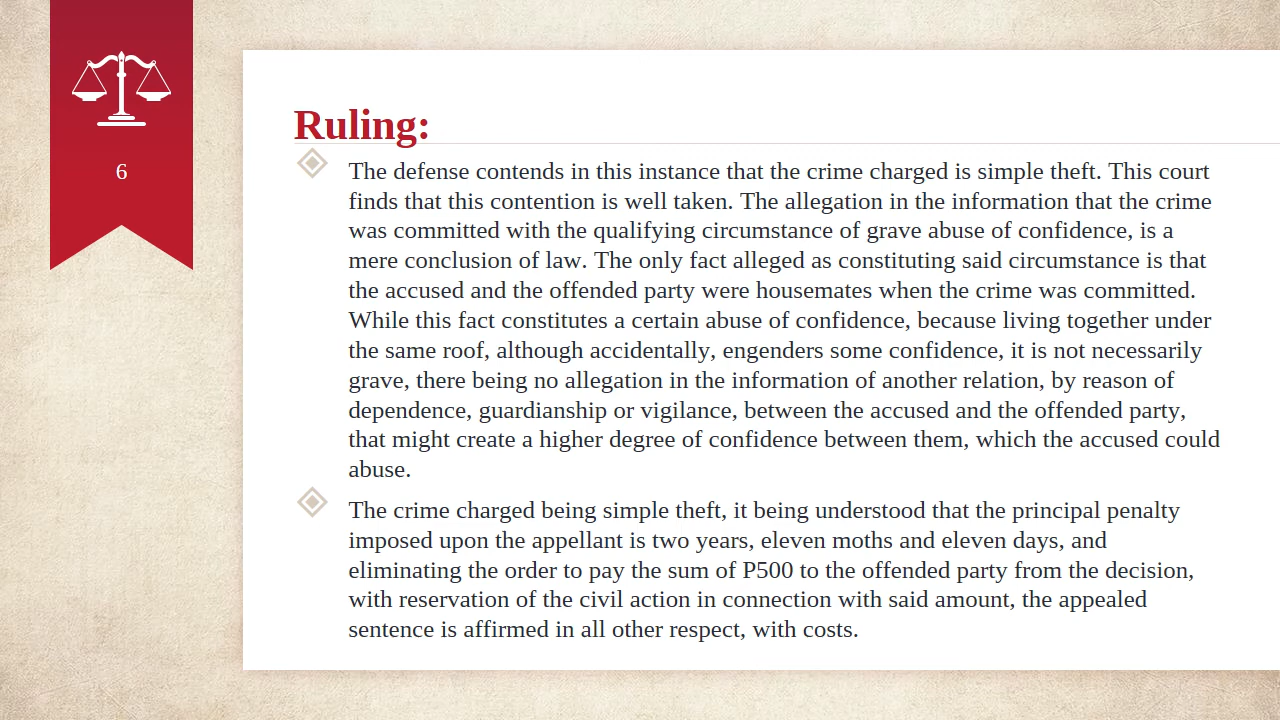 6
Ruling:
The defense contends in this instance that the crime charged is simple theft. This court
finds that this contention is well taken. The allegation in the information that the crime
was committed with the qualifying circumstance of grave abuse of confidence, is a
mere conclusion of law. The only fact alleged as constituting said circumstance is that
the accused and the offended party were housemates when the crime was committed.
While this fact constitutes a certain abuse of confidence, because living together under
the same roof, although accidentally, engenders some confidence, it is not necessarily
grave, there being no allegation in the information of another relation, by reason of
dependence, guardianship or vigilance, between the accused and the offended party,
that might create a higher degree of confidence between them, which the accused could
abuse.
The crime charged being simple theft, it being understood that the principal penalty
imposed upon the appellant is two years, eleven moths and eleven days, and
eliminating the order to pay the sum of P500 to the offended party from the decision,
with reservation of the civil action in connection with said amount, the appealed
sentence is affirmed in all other respect, with costs.